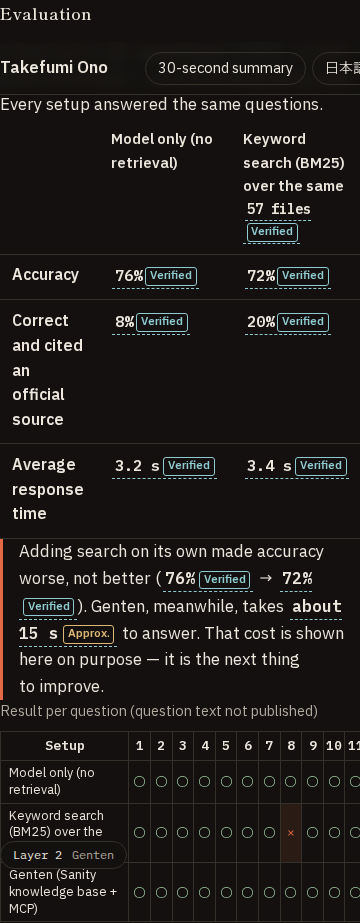 Evaluation
Takefumi Ono
30-second summary
日本語
Every setup answered the same questions.
Model only (no retrieval)
Keyword search (BM25) over the same 57 files Verified
Accuracy 76% Verified 72% Verified
Correct and cited an official source 8% Verified 20% Verified
Average response time 3.2 s Verified 3.4 s Verified
Adding search on its own made accuracy
worse, not better ( 76% Verified → 72%
Verified ). Genten, meanwhile, takes about
15 s Approx. to answer. That cost is shown
here on purpose — it is the next thing
to improve.
Result per question (question text not published)
Setup 1 2 3 4 5 6 7 8 9 10 11
Model only (no retrieval) ○ ○ ○ ○ ○ ○ ○ ○ ○ ○ ○
Keyword search (BM25) over the ○ ○ ○ ○ ○ ○ ○ × ○ ○ ○
Layer 2 Genten
Genten (Sanity knowledge base + MCP) ○ ○ ○ ○ ○ ○ ○ ○ ○ ○ ○